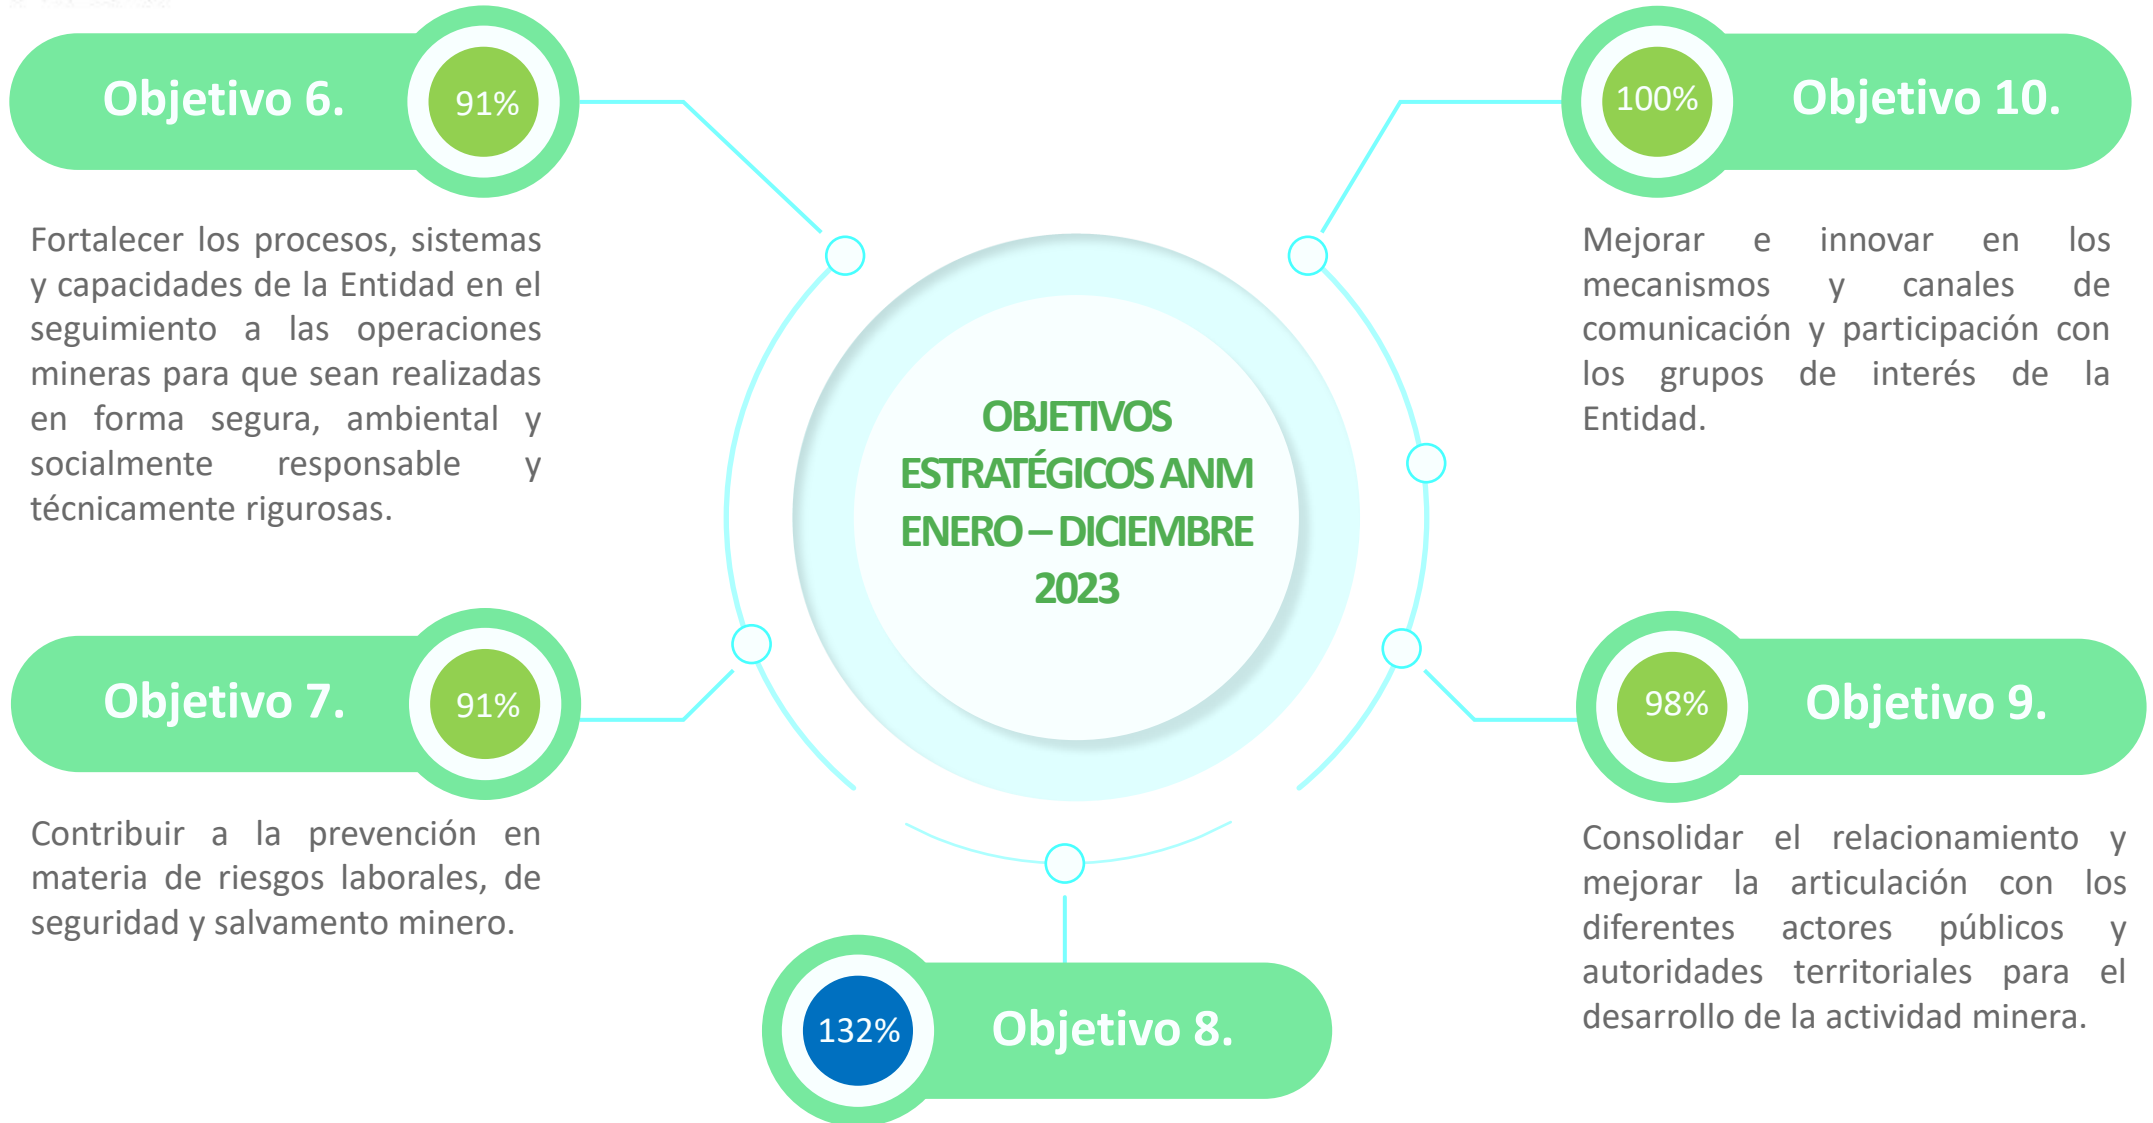 Objetivo 6.
91%
Fortalecer los procesos, sistemas
y capacidades de la Entidad en el
seguimiento a las operaciones
mineras para que sean realizadas
en forma segura, ambiental y
socialmente responsable y
técnicamente rigurosas.
Objetivo 7.
91%
Contribuir a la prevención en
materia de riesgos laborales, de
seguridad y salvamento minero.
OBJETIVOS
ESTRATÉGICOS ANM
ENERO – DICIEMBRE
2023
132%
Objetivo 8.
100%
Objetivo 10.
Mejorar e innovar en los
mecanismos y canales de
comunicación y participación con
los grupos de interés de la
Entidad.
98%
Objetivo 9.
Consolidar el relacionamiento y
mejorar la articulación con los
diferentes actores públicos y
autoridades territoriales para el
desarrollo de la actividad minera.